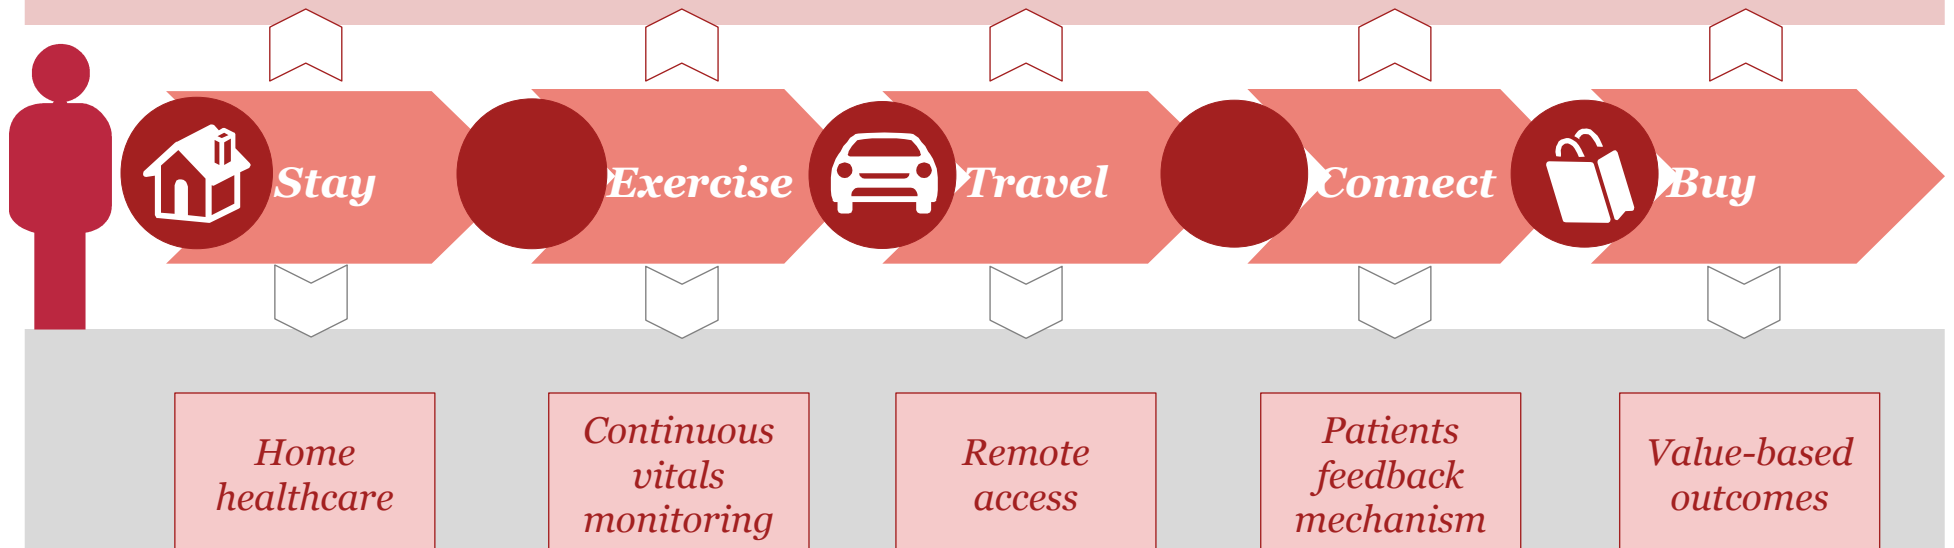 Stay
Exercise
Travel
Connect
Buy
Home
healthcare
Continuous
vitals
monitoring
Remote
access
Patients
feedback
mechanism
Value-based
outcomes